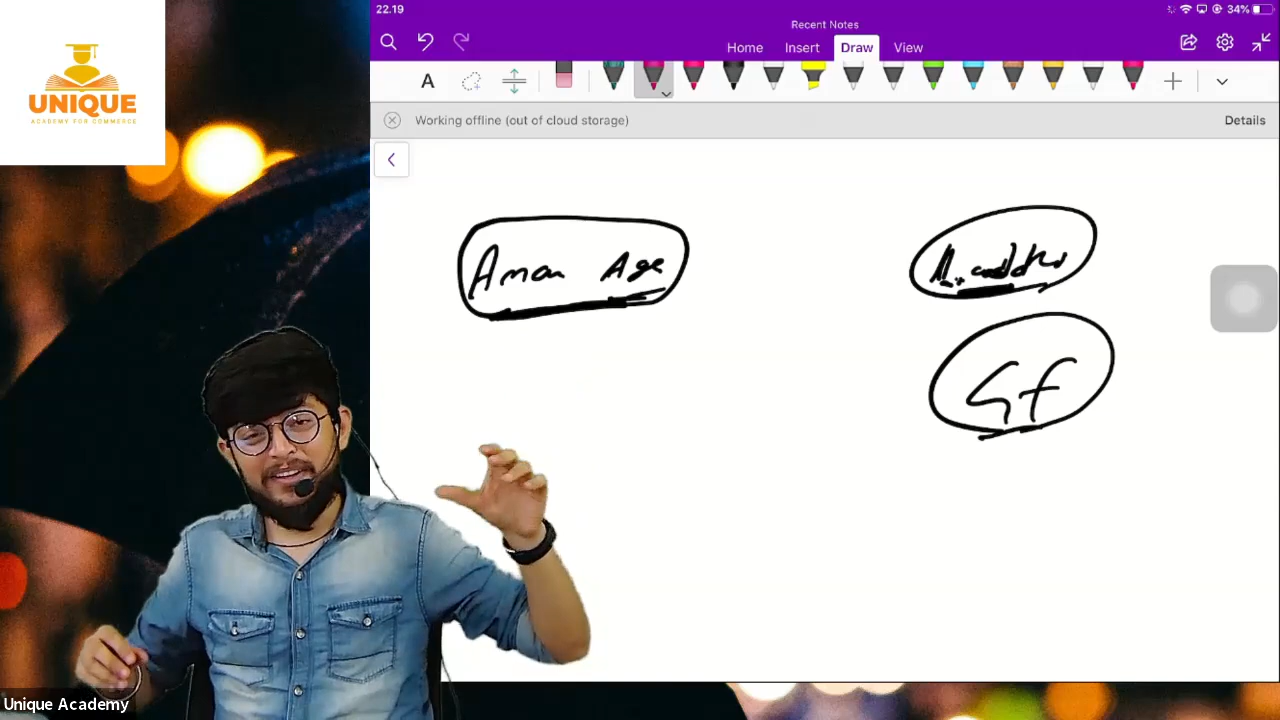 UNIQUE
ACADEMY FOR COMMERCE
22.19
34%
Recent Notes
Home Insert Draw View
A
Working offline (out of cloud storage)
Details
Aman Age
Gf
Unique Academy